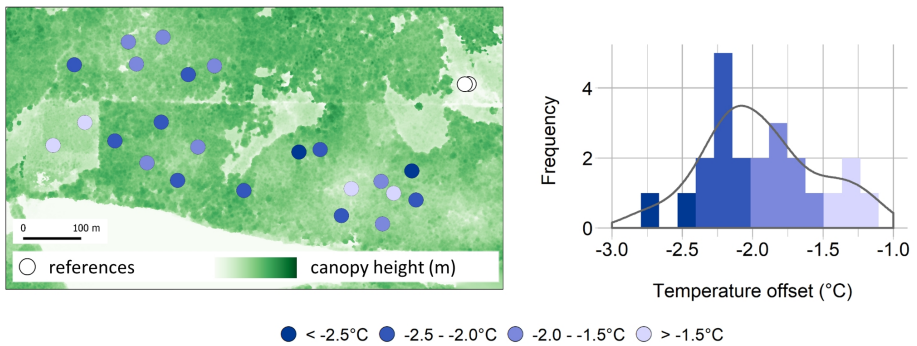 0 100 m
references canopy height (m)
Frequency
4
2
0
-3.0 -2.5 -2.0 -1.5 -1.0
Temperature offset (°C)
< -2.5°C -2.5 - -2.0°C -2.0 - -1.5°C > -1.5°C